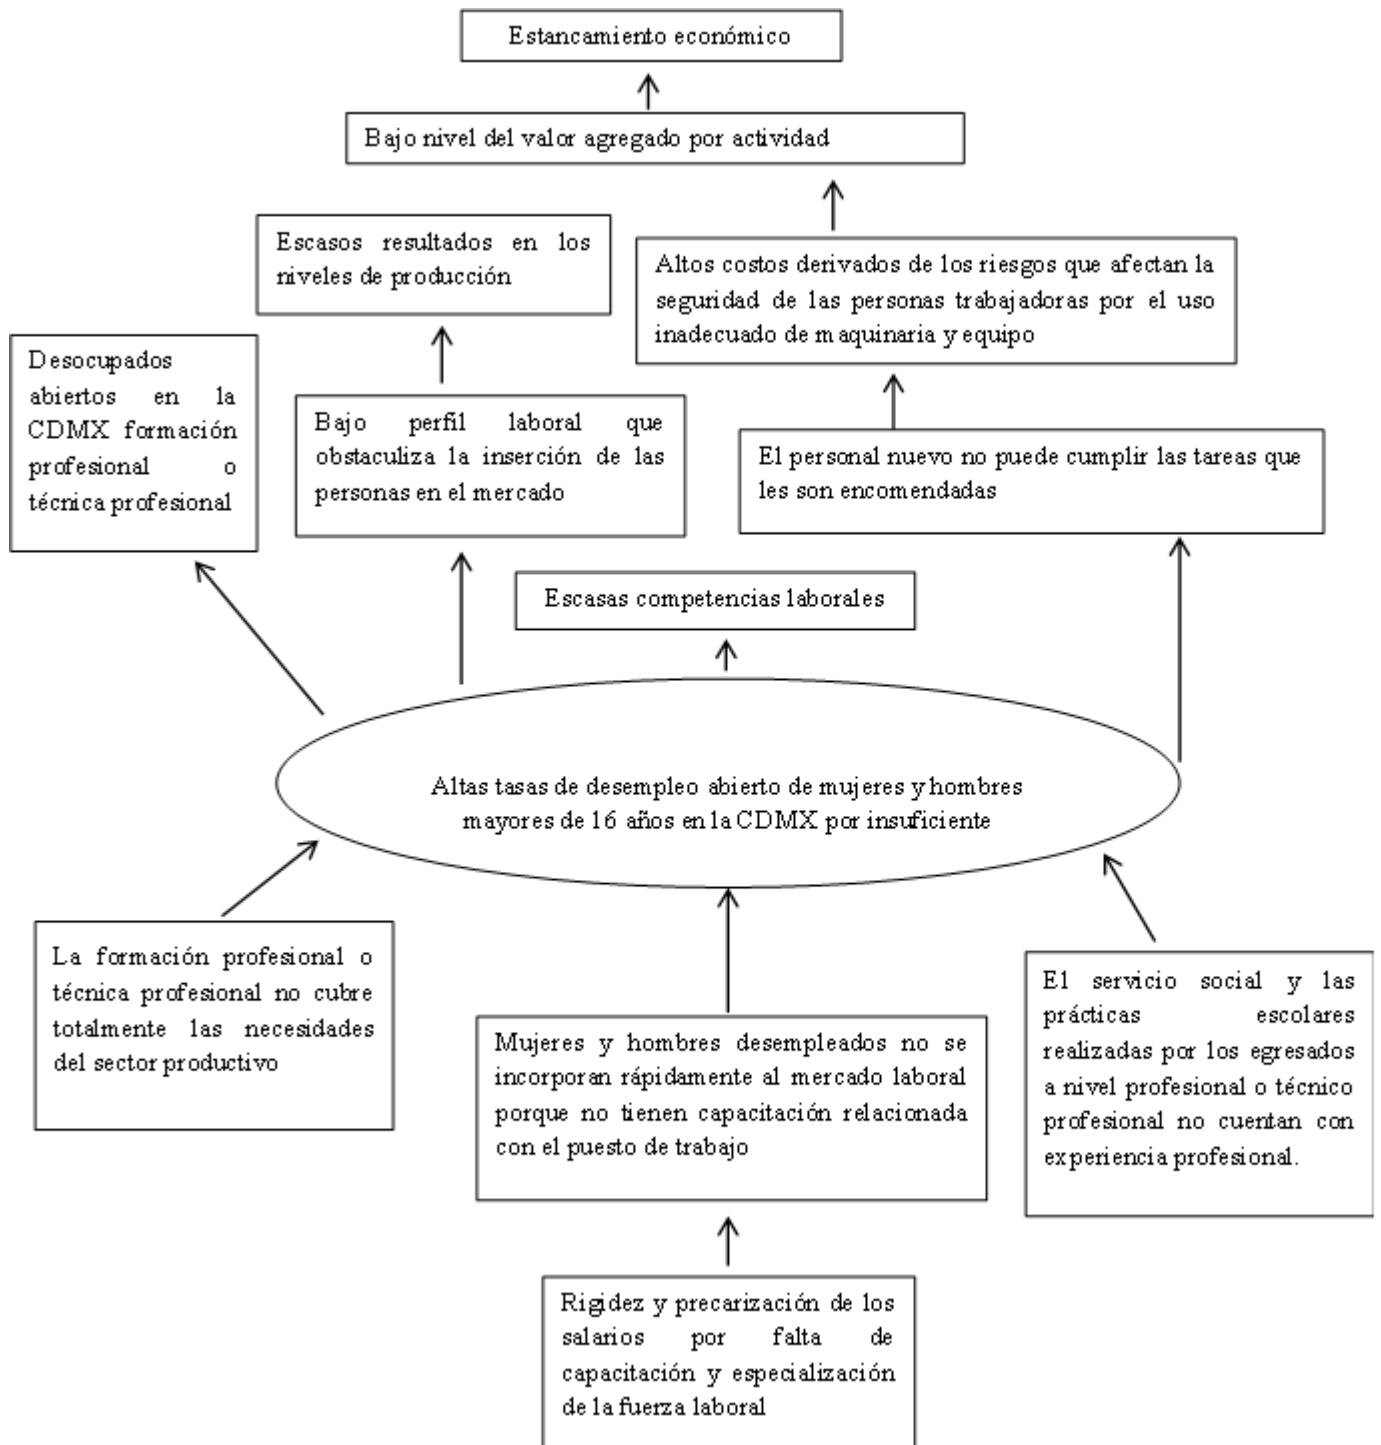 Estancamiento económico
Bajo nivel del valor agregado por actividad
Escasos resultados en los
niveles de producción
Altos costos derivados de los riesgos que afectan la
seguridad de las personas trabajadoras por el uso
inadecuado de maquinaria y equipo
Desocupados
abiertos en la
CDMX formación
profesional o
técnica profesional
Bajo perfil laboral que
obstaculiza la inserción de las
personas en el mercado
El personal nuevo no puede cumplir las tareas que
les son encomendadas
Escasas competencias laborales
Altas tasas de desempleo abierto de mujeres y hombres
mayores de 16 años en la CDMX por insuficiente
La formación profesional o
técnica profesional no cubre
totalmente las necesidades
del sector productivo
Mujeres y hombres desempleados no se
incorporan rápidamente al mercado laboral
porque no tienen capacitación relacionada
con el puesto de trabajo
El servicio social y las
prácticas escolares
realizadas por los egresados
a nivel profesional o técnico
profesional no cuentan con
experiencia profesional.
Rigidez y precarización de los
salarios por falta de
capacitación y especialización
de la fuerza laboral